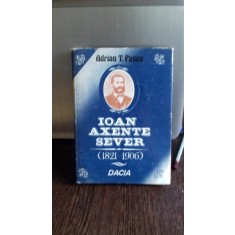 Adrian T. Pascu
IOAN
AXENTE
SEVER
(1821-1906)
DACIA